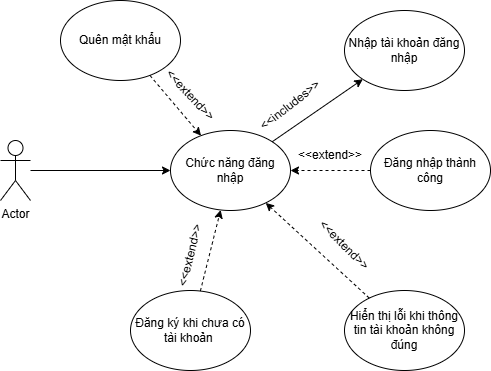 Quên mật khẩu
Nhập tài khoản đăng
nhập
<<extend>>
<<includes>>
Chức năng đăng
nhập
<<extend>>
Đăng nhập thành
công
Actor
<<extend>>
<<extend>>
Đăng ký khi chưa có
tài khoản
Hiển thị lỗi khi thông
tin tài khoản không
đúng